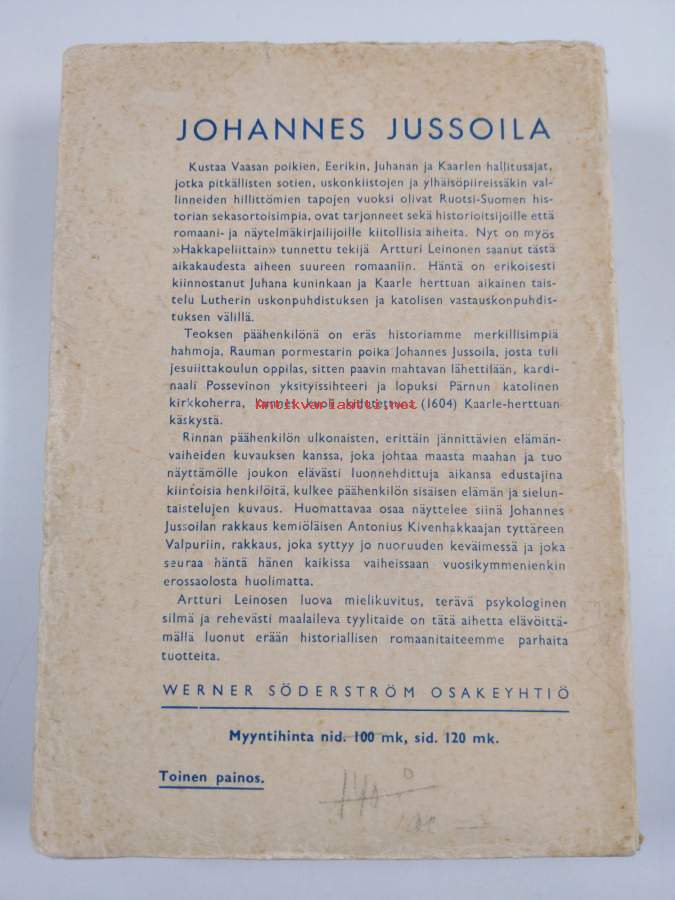 JOHANNES JUSSOILA
Kustaa Vaasan poikien, Eerikin, Juhanan ja Kaarlen hallitusajat,
jotka pitkällisten sotien, uskonkiistojen ja ylhäisöpiireissäkin val-
linneiden hillittömien tapojen vuoksi olivat Ruotsi-Suomen his-
torian sekasortoisimpia, ovat tarjonneet sekä historioitsijoille että
romaani- ja näytelmäkirjailijoille kiitollisia aiheita. Nyt on myös
»Hakkapeliittain» tunnettu tekijä Artturi Leinonen saanut tästä
aikakaudesta aiheen suureen romaaniin. Häntä on erikoisesti
kiinnostanut Juhana kuninkaan ja Kaarle herttuan aikainen tais-
telu Lutherin uskonpuhdistuksen ja katolisen vastauskonpuhdis-
tuksen välillä.
Teoksen päähenkilönä on eräs historiamme merkillisimpiä
hahmoja, Rauman pormestarin poika Johannes Jussoila, josta tuli
jesuiittakoulun oppilas, sitten paavin mahtavan lähettilään, kardi-
naali Possevinon yksityissihteeri ja lopuksi Pärnun katolinen
kirkkoherra, kunnes kuoli kidutettuna (1604) Kaarle-herttuan
antikvariaatti.net
käskystä.
Rinnan päähenkilön ulkonaisten, erittäin jännittävien elämän-
vaiheiden kuvauksen kanssa, joka johtaa maasta maahan ja tuo
näyttämölle joukon elävästi luonnehdittuja aikansa edustajina
kiintoisia henkilöitä, kulkee päähenkilön sisäisen elämän ja sielun-
taistelujen kuvaus. Huomattavaa osaa näyttelee siinä Johannes
Jussoilan rakkaus kemiöläisen Antonius Kivenhakkaajan tyttäreen
Valpuriin, rakkaus, joka syttyy jo nuoruuden keväimessä ja joka
seuraa häntä hänen kaikissa vaiheissaan vuosikymmenienkin
erossaolosta huolimatta.
Artturi Leinosen luova mielikuvitus, terävä psykologinen
silmä ja rehevästi maalaileva tyylitaide on tätä aihetta elävöittä-
mällä luonut erään historiallisen romaanitaiteemme parhaita
tuotteita.
WERNER SÖDERSTRÖM OSAKEYHTIÖ
Myyntihinta nid. 100 mk, sid. 120 mk.
Toinen painos.